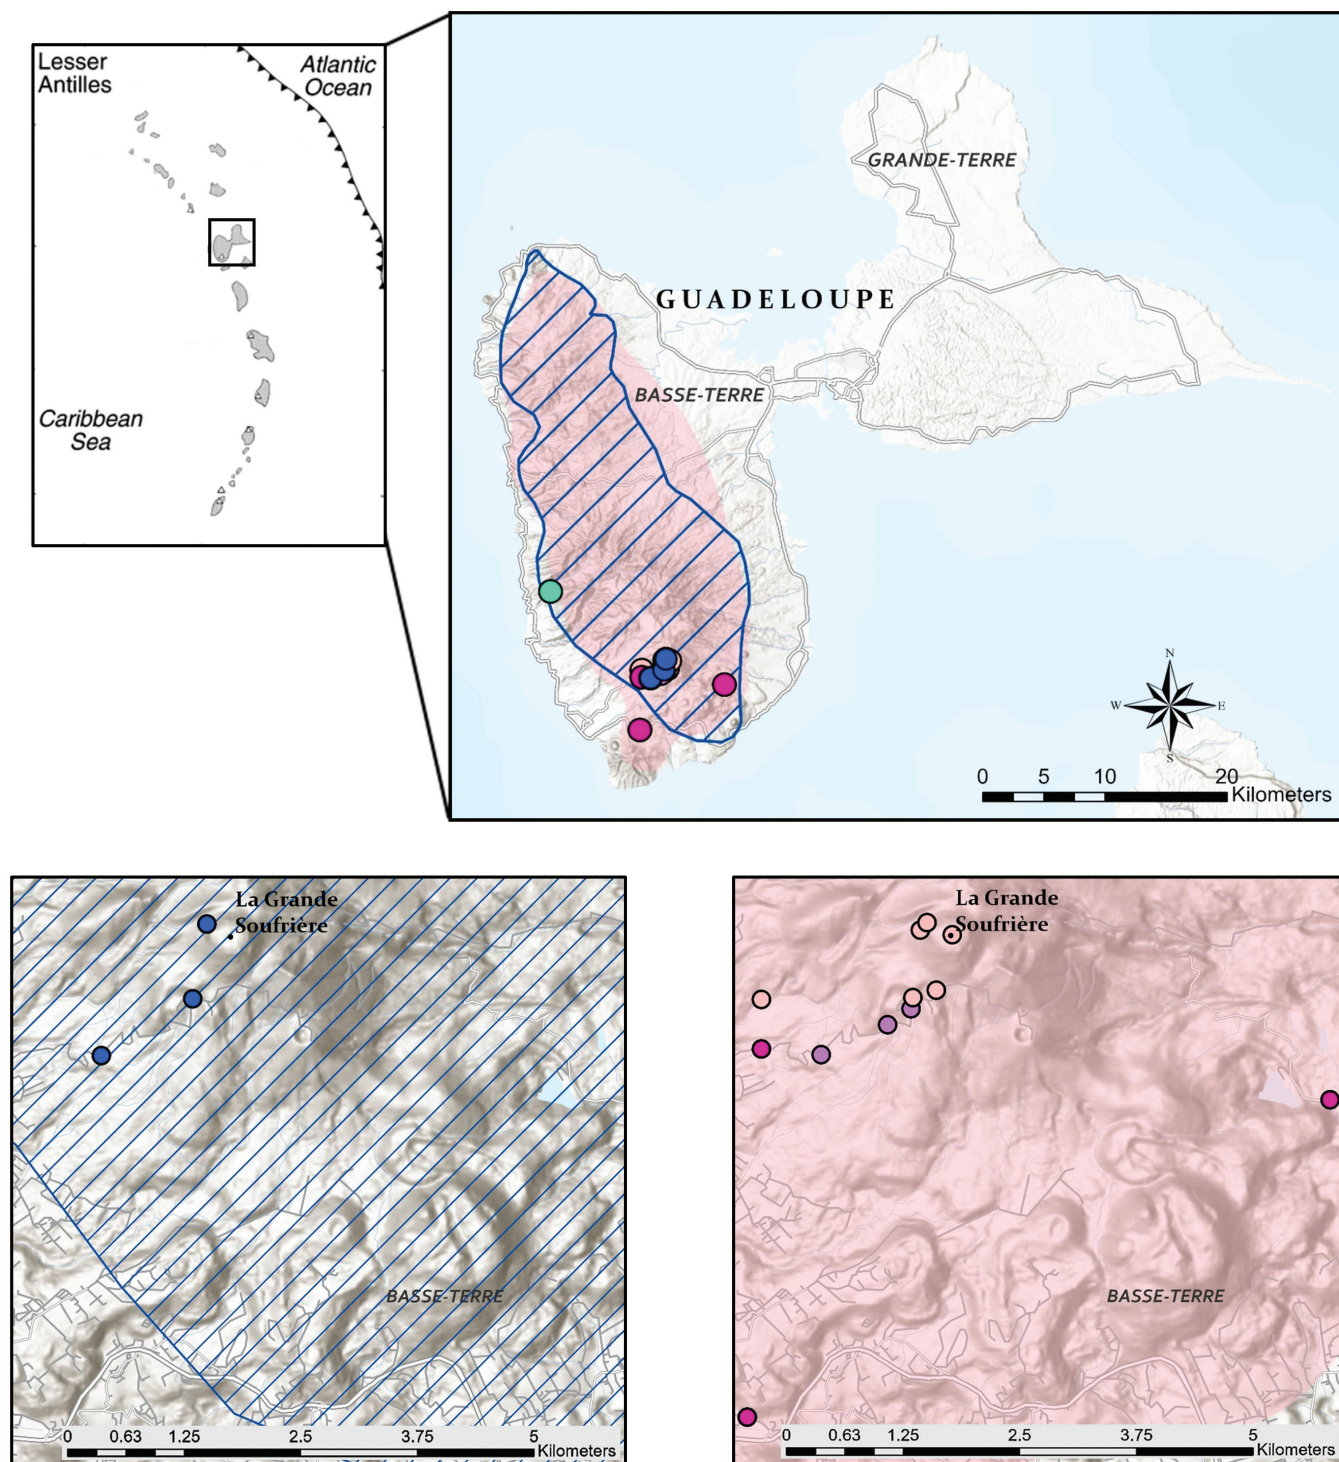 Lesser
Antilles
Atlantic
Ocean
Caribbean
Sea
GRANDE-TERRE
GUADELOUPE
BASSE-TERRE
N
W E
S
0 5 10 20
Kilometers
La Grande
Soufrière
BASSE-TERRE
0 0.63 1.25 2.5 3.75 5
Kilometers
La Grande
Soufrière
BASSE-TERRE
0 0.63 1.25 2.5 3.75 5
Kilometers